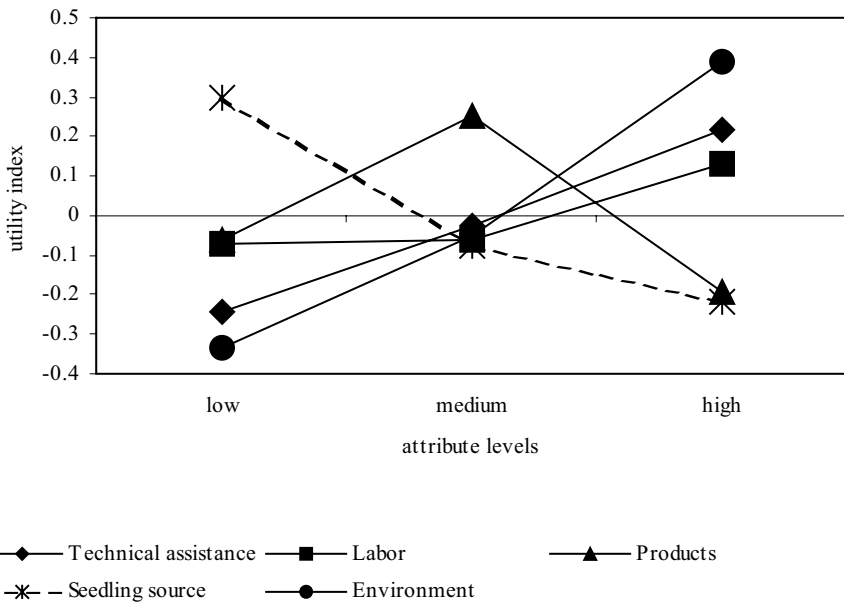 0.5
0.4
0.3
0.2
0.1
0
-0.1
-0.2
-0.3
-0.4
utility index
low medium high
attribute levels
Technical assistance Labor Products
Seedling source Environment